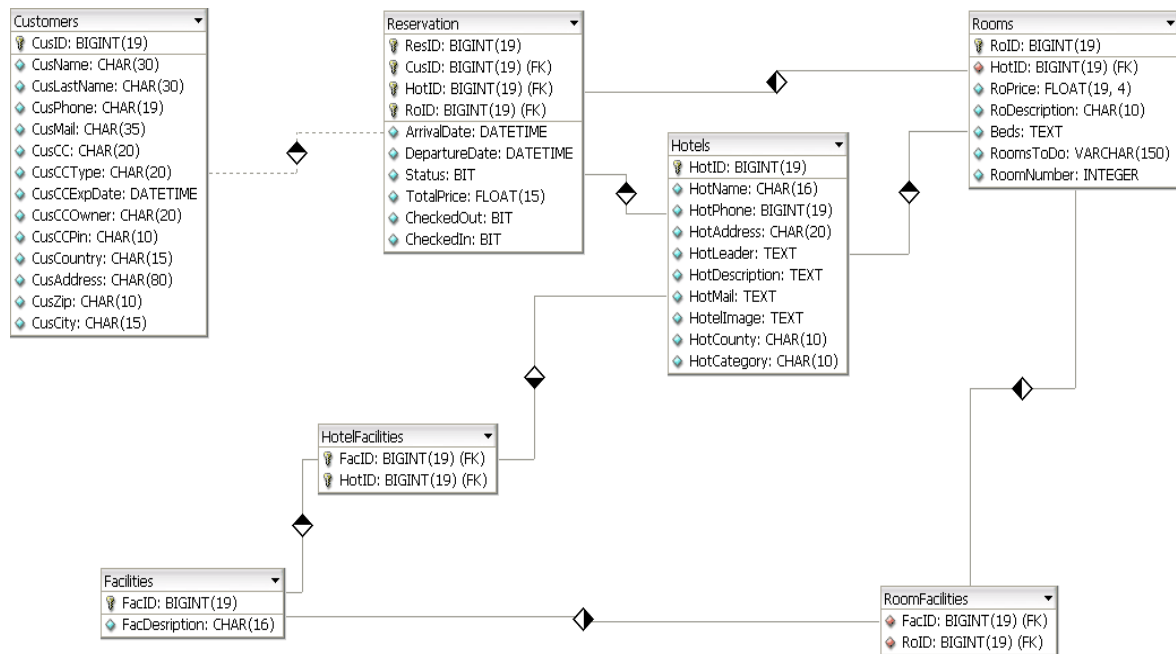 Customers
CusID: BIGINT(19)
CusName: CHAR(30)
CusLastName: CHAR(30)
CusPhone: CHAR(19)
CusMail: CHAR(35)
CusCC: CHAR(20)
CusCCType: CHAR(20)
CusCCExpDate: DATETIME
CusCCOwner: CHAR(20)
CusCCPin: CHAR(10)
CusCountry: CHAR(15)
CusAddress: CHAR(80)
CusZip: CHAR(10)
CusCity: CHAR(15)
Reservation
ResID: BIGINT(19)
CusID: BIGINT(19) (FK)
HotID: BIGINT(19) (FK)
RoID: BIGINT(19) (FK)
ArrivalDate: DATETIME
DepartureDate: DATETIME
Status: BIT
TotalPrice: FLOAT(15)
CheckedOut: BIT
CheckedIn: BIT
Rooms
RoID: BIGINT(19)
HotID: BIGINT(19) (FK)
RoPrice: FLOAT(19, 4)
RoDescription: CHAR(10)
Beds: TEXT
RoomsToDo: VARCHAR(150)
RoomNumber: INTEGER
Hotels
HotID: BIGINT(19)
HotName: CHAR(16)
HotPhone: BIGINT(19)
HotAddress: CHAR(20)
HotLeader: TEXT
HotDescription: TEXT
HotMail: TEXT
HotelImage: TEXT
HotCounty: CHAR(10)
HotCategory: CHAR(10)
HotelFacilities
FacID: BIGINT(19) (FK)
HotID: BIGINT(19) (FK)
Facilities
FacID: BIGINT(19)
FacDesription: CHAR(16)
RoomFacilities
FacID: BIGINT(19) (FK)
RoID: BIGINT(19) (FK)